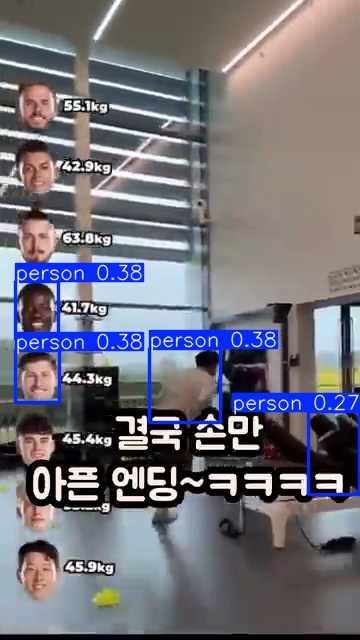 55.1kg
42.9kg
63.8kg
person 0.38
41.7kg
person 0.38
person 0.38
44.3kg
person 0.27
45.4kg
결국 손만
아픈 엔딩~ㅋㅋㅋㅋ
45.9kg